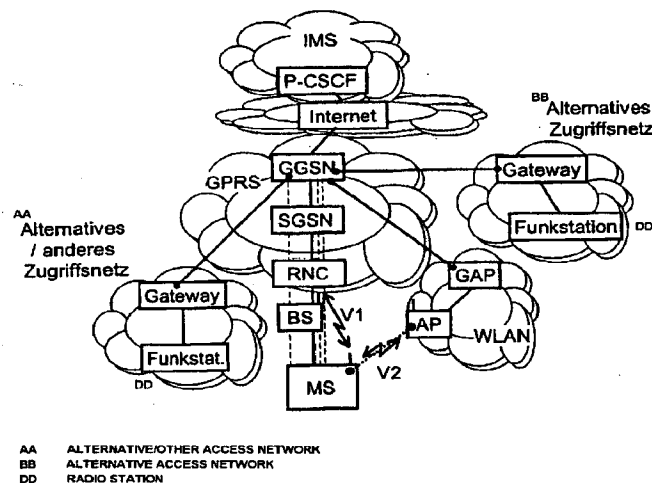 IMS
P-CSCF
Internet
BB Alternatives
Zugriffsnetz
GGSN
Gateway
GPRS
AA
Alternatives
/ anderes
Zugriffsnetz
SGSN
Funkstation
DD
RNC
GAP
Gateway
BS
V1
AP
WLAN
Funkstat.
DD
V2
MS
AA ALTERNATIVE/OTHER ACCESS NETWORK
BB ALTERNATIVE ACCESS NETWORK
DD RADIO STATION